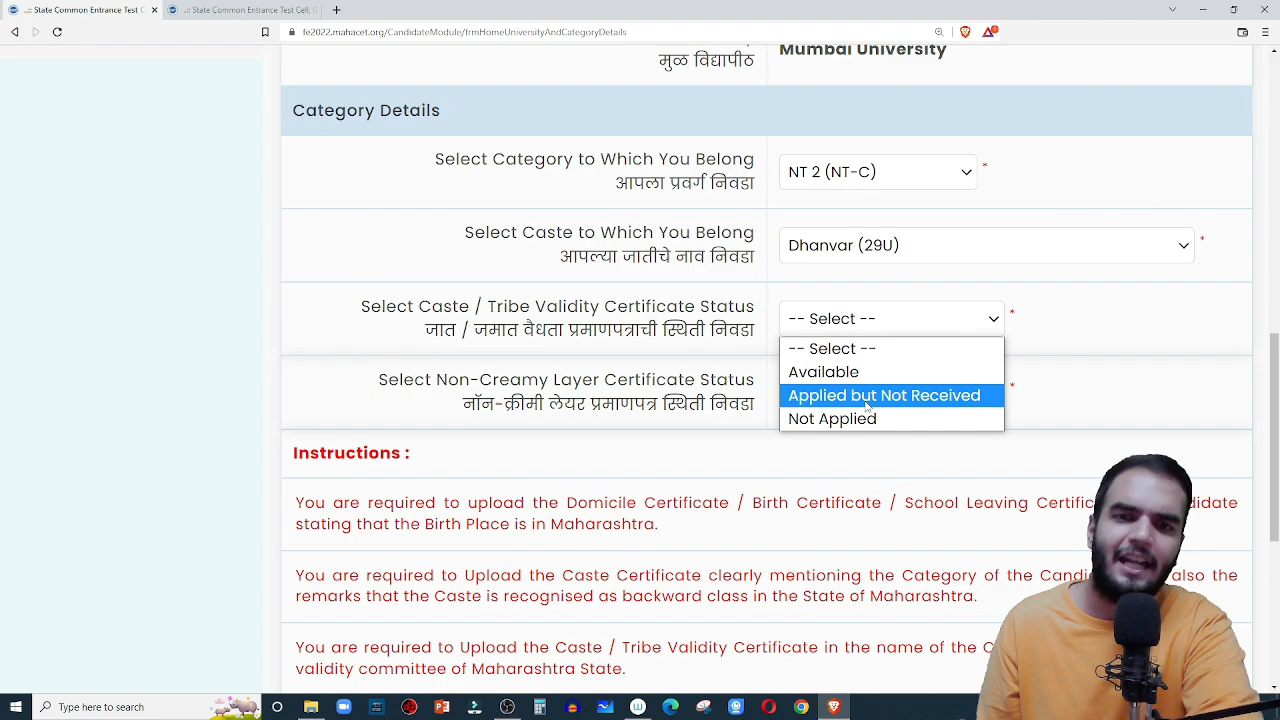 .: State Common Entrance Test Cell, G
.: State Common Entrance Test Cell, G
fe2022.mahacet.org/CandidateModule/frmHomeUniversityAndCategoryDetails
मुळ विद्यापीठ
Mumbai University
Category Details
Select Category to Which You Belong
आपला प्रवर्ग निवडा
NT 2 (NT-C)
*
Select Caste to Which You Belong
आपल्या जातीचे नाव निवडा
Dhanvar (29U)
*
Select Caste / Tribe Validity Certificate Status
जात / जमात वैधता प्रमाणपत्राची स्थिती निवडा
-- Select --
*
-- Select --
Available
Applied but Not Received
Not Applied
Select Non-Creamy Layer Certificate Status
नॉन-क्रीमी लेयर प्रमाणपत्र स्थिती निवडा
*
Instructions :
You are required to upload the Domicile Certificate / Birth Certificate / School Leaving Certific didate
stating that the Birth Place is in Maharashtra.
You are required to Upload the Caste Certificate clearly mentioning the Category of the Candi also the
remarks that the Caste is recognised as backward class in the State of Maharashtra.
You are required to Upload the Caste / Tribe Validity Certificate in the name of the C
validity committee of Maharashtra State.
Type here to search